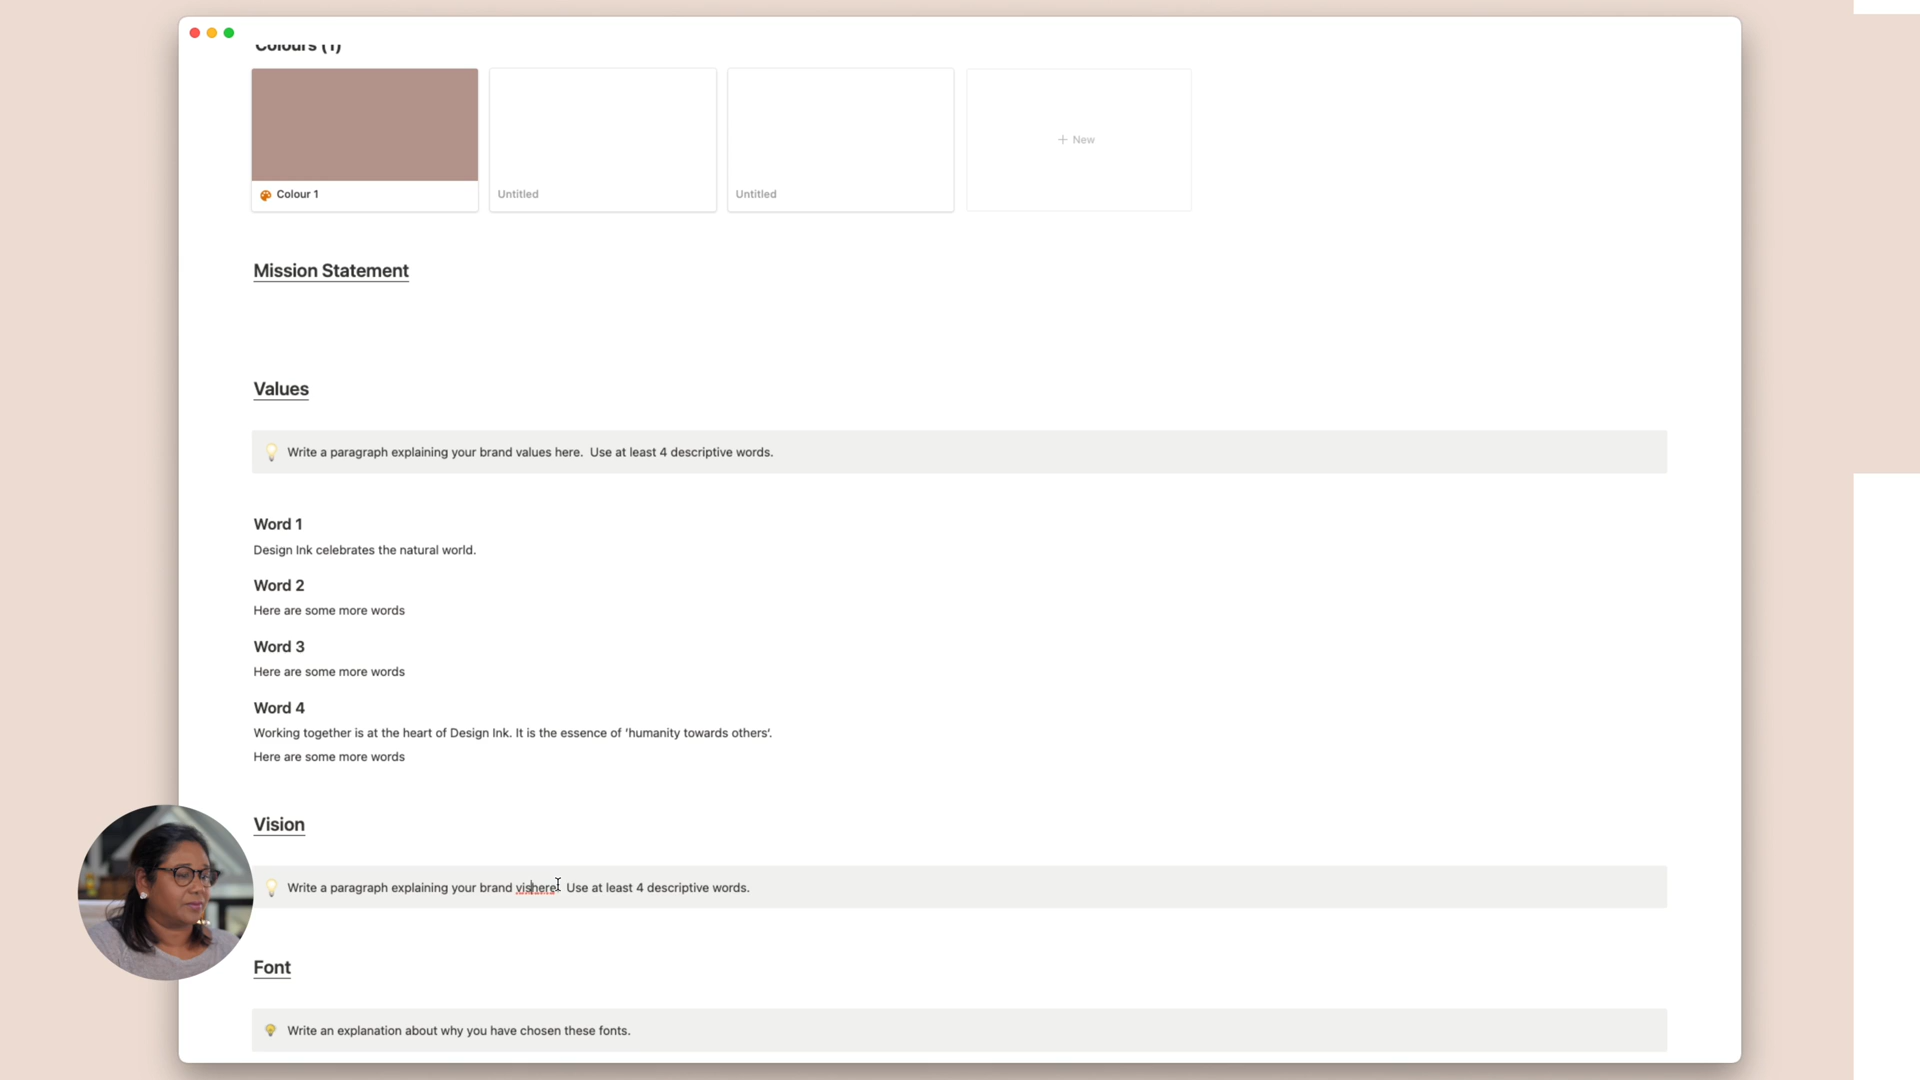 Colours (1)
Colour 1
Untitled
Untitled
+ New
Mission Statement
Values
Write a paragraph explaining your brand values here.  Use at least 4 descriptive words.
Word 1
Design Ink celebrates the natural world.
Word 2
Here are some more words
Word 3
Here are some more words
Word 4
Working together is at the heart of Design Ink. It is the essence of ‘humanity towards others’.
Here are some more words
Vision
Write a paragraph explaining your brand vishere.  Use at least 4 descriptive words.
Font
Write an explanation about why you have chosen these fonts.